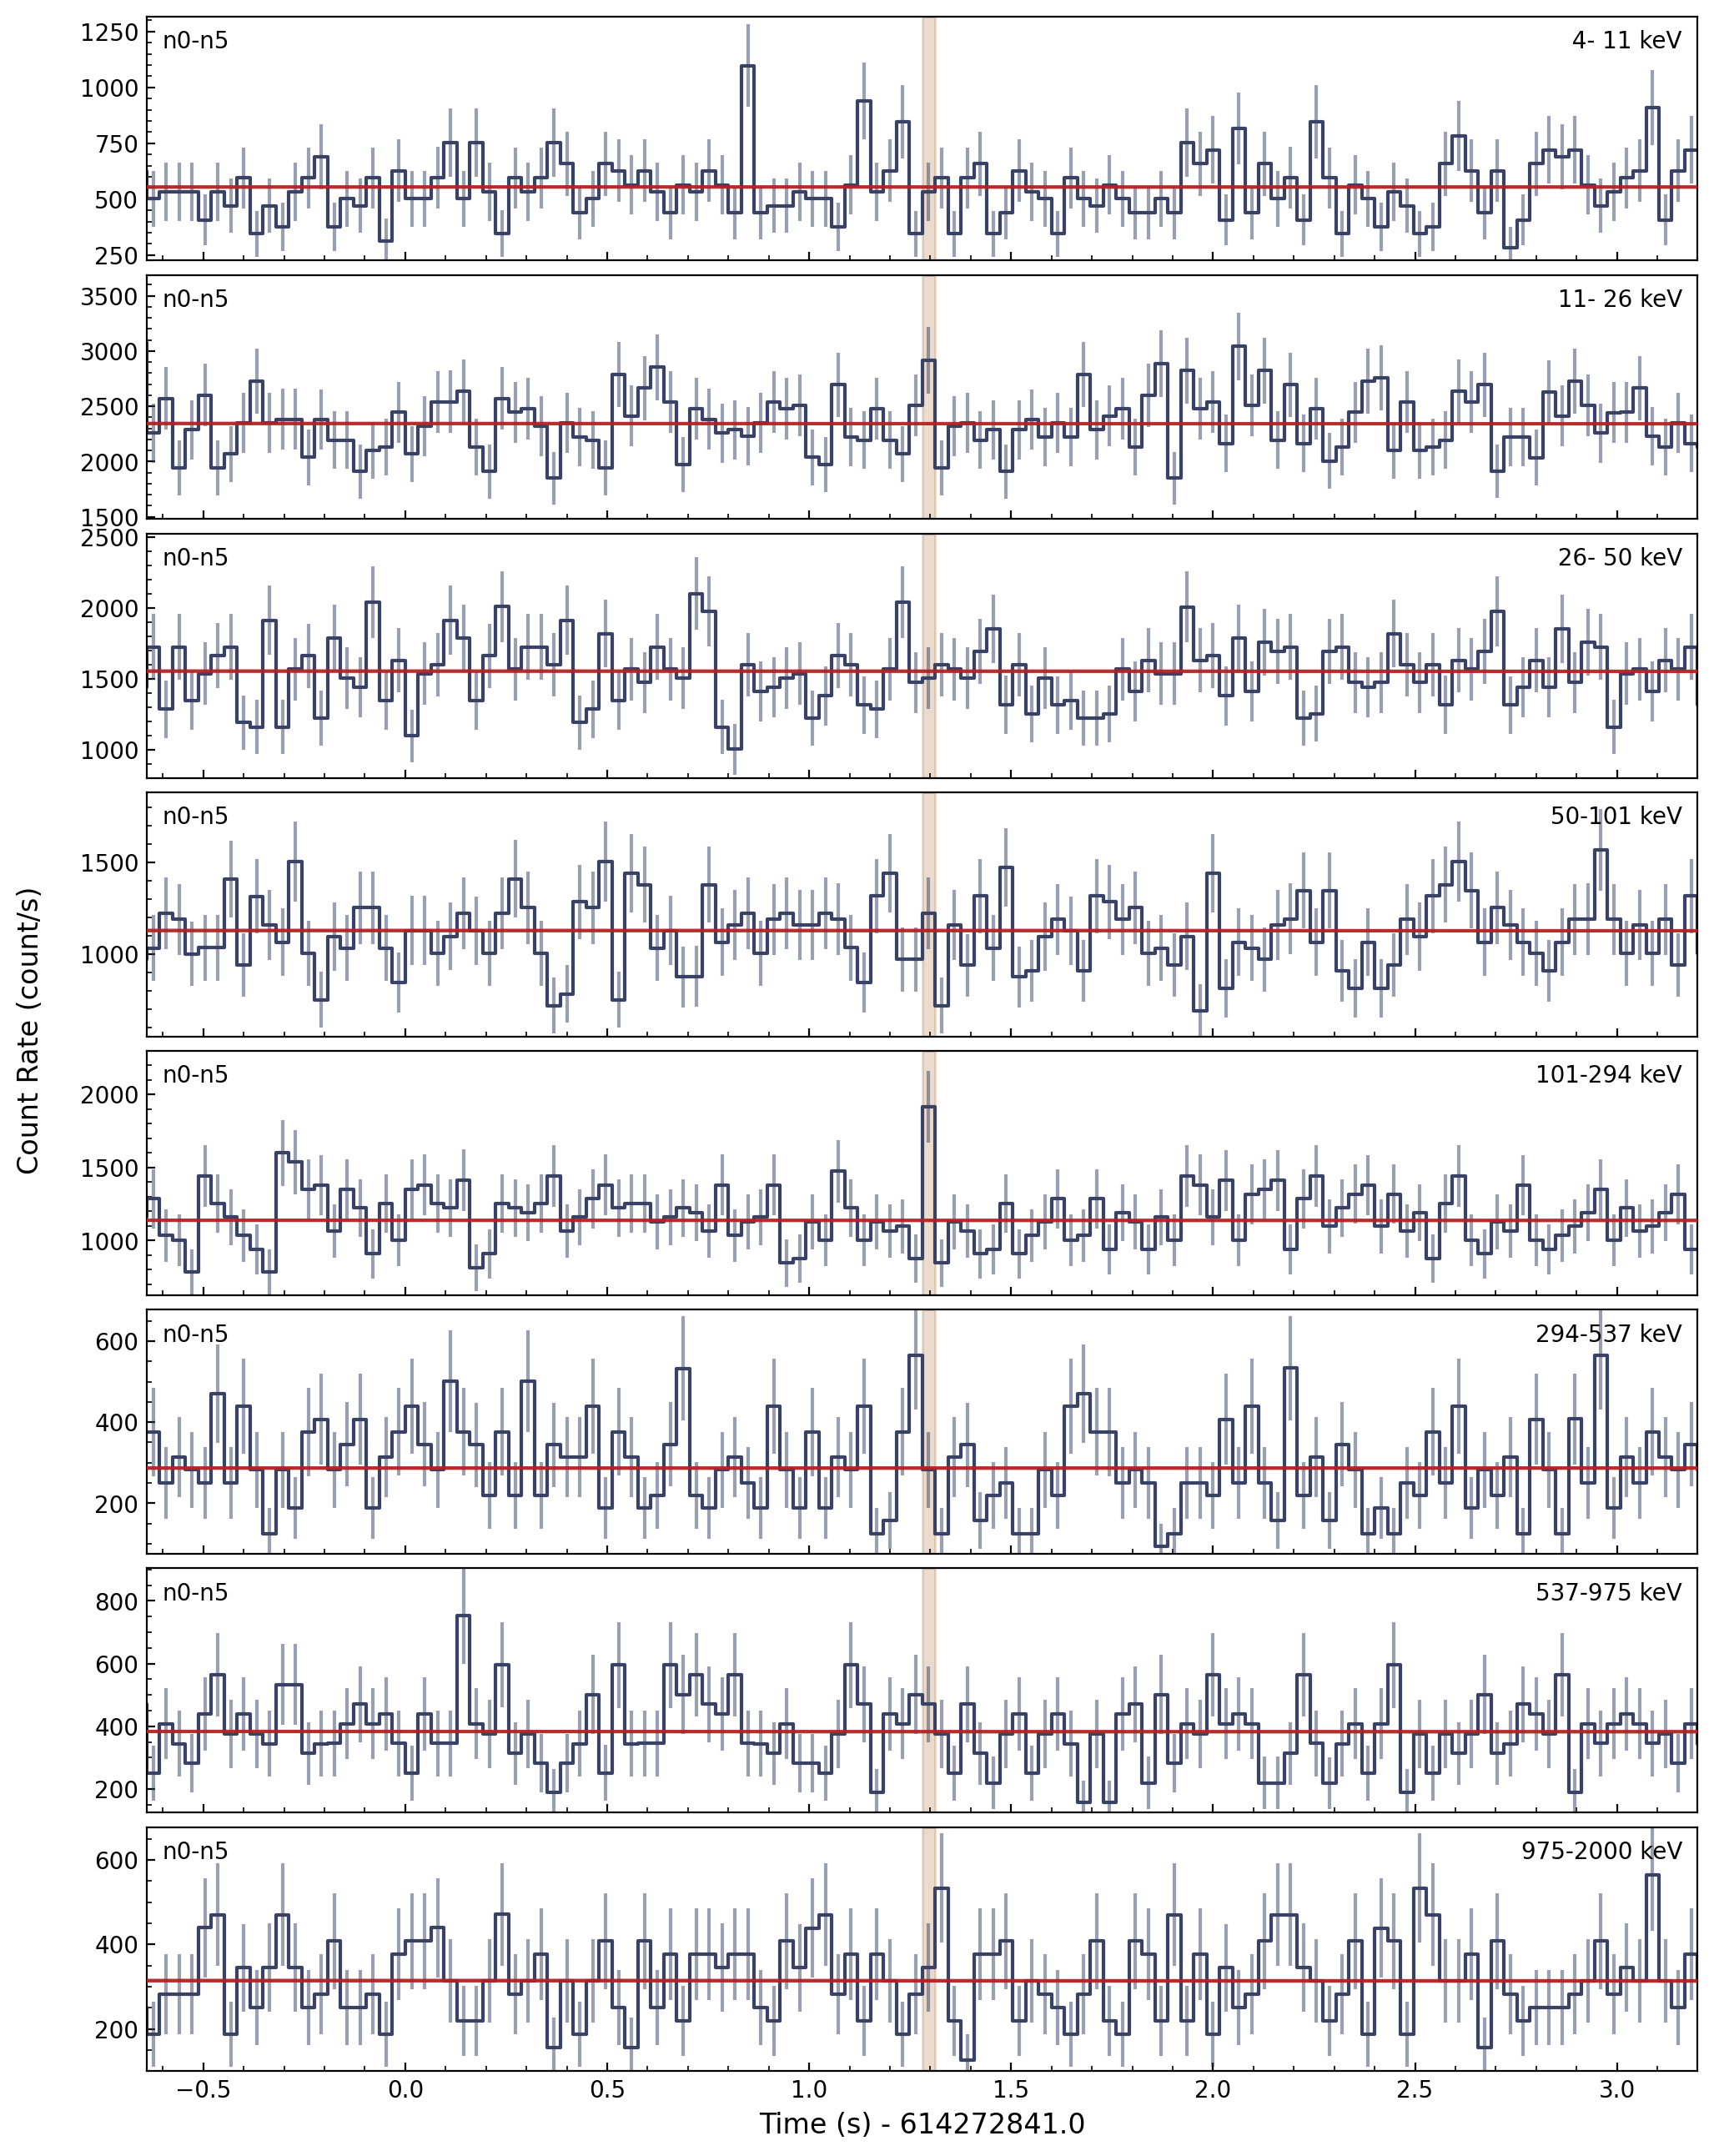 Count Rate (count/s)
n0-n5 4- 11 keV
1250
1000
750
500
250
n0-n5 11- 26 keV
3500
3000
2500
2000
1500
n0-n5 26- 50 keV
2500
2000
1500
1000
n0-n5 50-101 keV
1500
1000
n0-n5 101-294 keV
2000
1500
1000
n0-n5 294-537 keV
600
400
200
n0-n5 537-975 keV
800
600
400
200
n0-n5 975-2000 keV
600
400
200
−0.5 0.0 0.5 1.0 1.5 2.0 2.5 3.0
Time (s) - 614272841.0